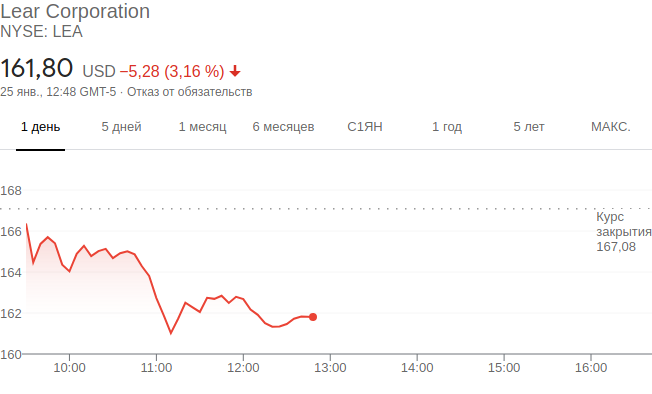 Lear Corporation
NYSE: LEA
161,80 USD −5,28 (3,16 %)
25 янв., 12:48 GMT-5 · Отказ от обязательств
1 день 5 дней 1 месяц 6 месяцев С1ЯН 1 год 5 лет МАКС.
168
Курс
166
закрытия
167,08
164
162
160
10:00 11:00 12:00 13:00 14:00 15:00 16:00